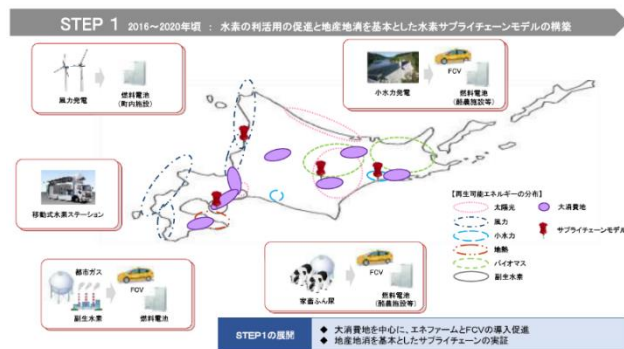 STEP 1 2016～2020年頃 ： 水素の利活用の促進と地産地消を基本とした水素サプライチェーンモデルの構築
風力発電
燃料電池
(町内施設)
小水力発電
FCV
燃料電池
(酪農施設等)
移動式水素ステーション
【再生可能エネルギーの分布】
太陽光
風力
小水力
地熱
バイオマス
副生水素
大消費地
サプライチェーンモデル
都市ガス
副生水素
FCV
燃料電池
家畜ふん尿
FCV
燃料電池
(酪農施設等)
STEP1の展開
◆ 大消費地を中心に、エネファームとFCVの導入促進
◆ 地産地消を基本としたサプライチェーンの実証